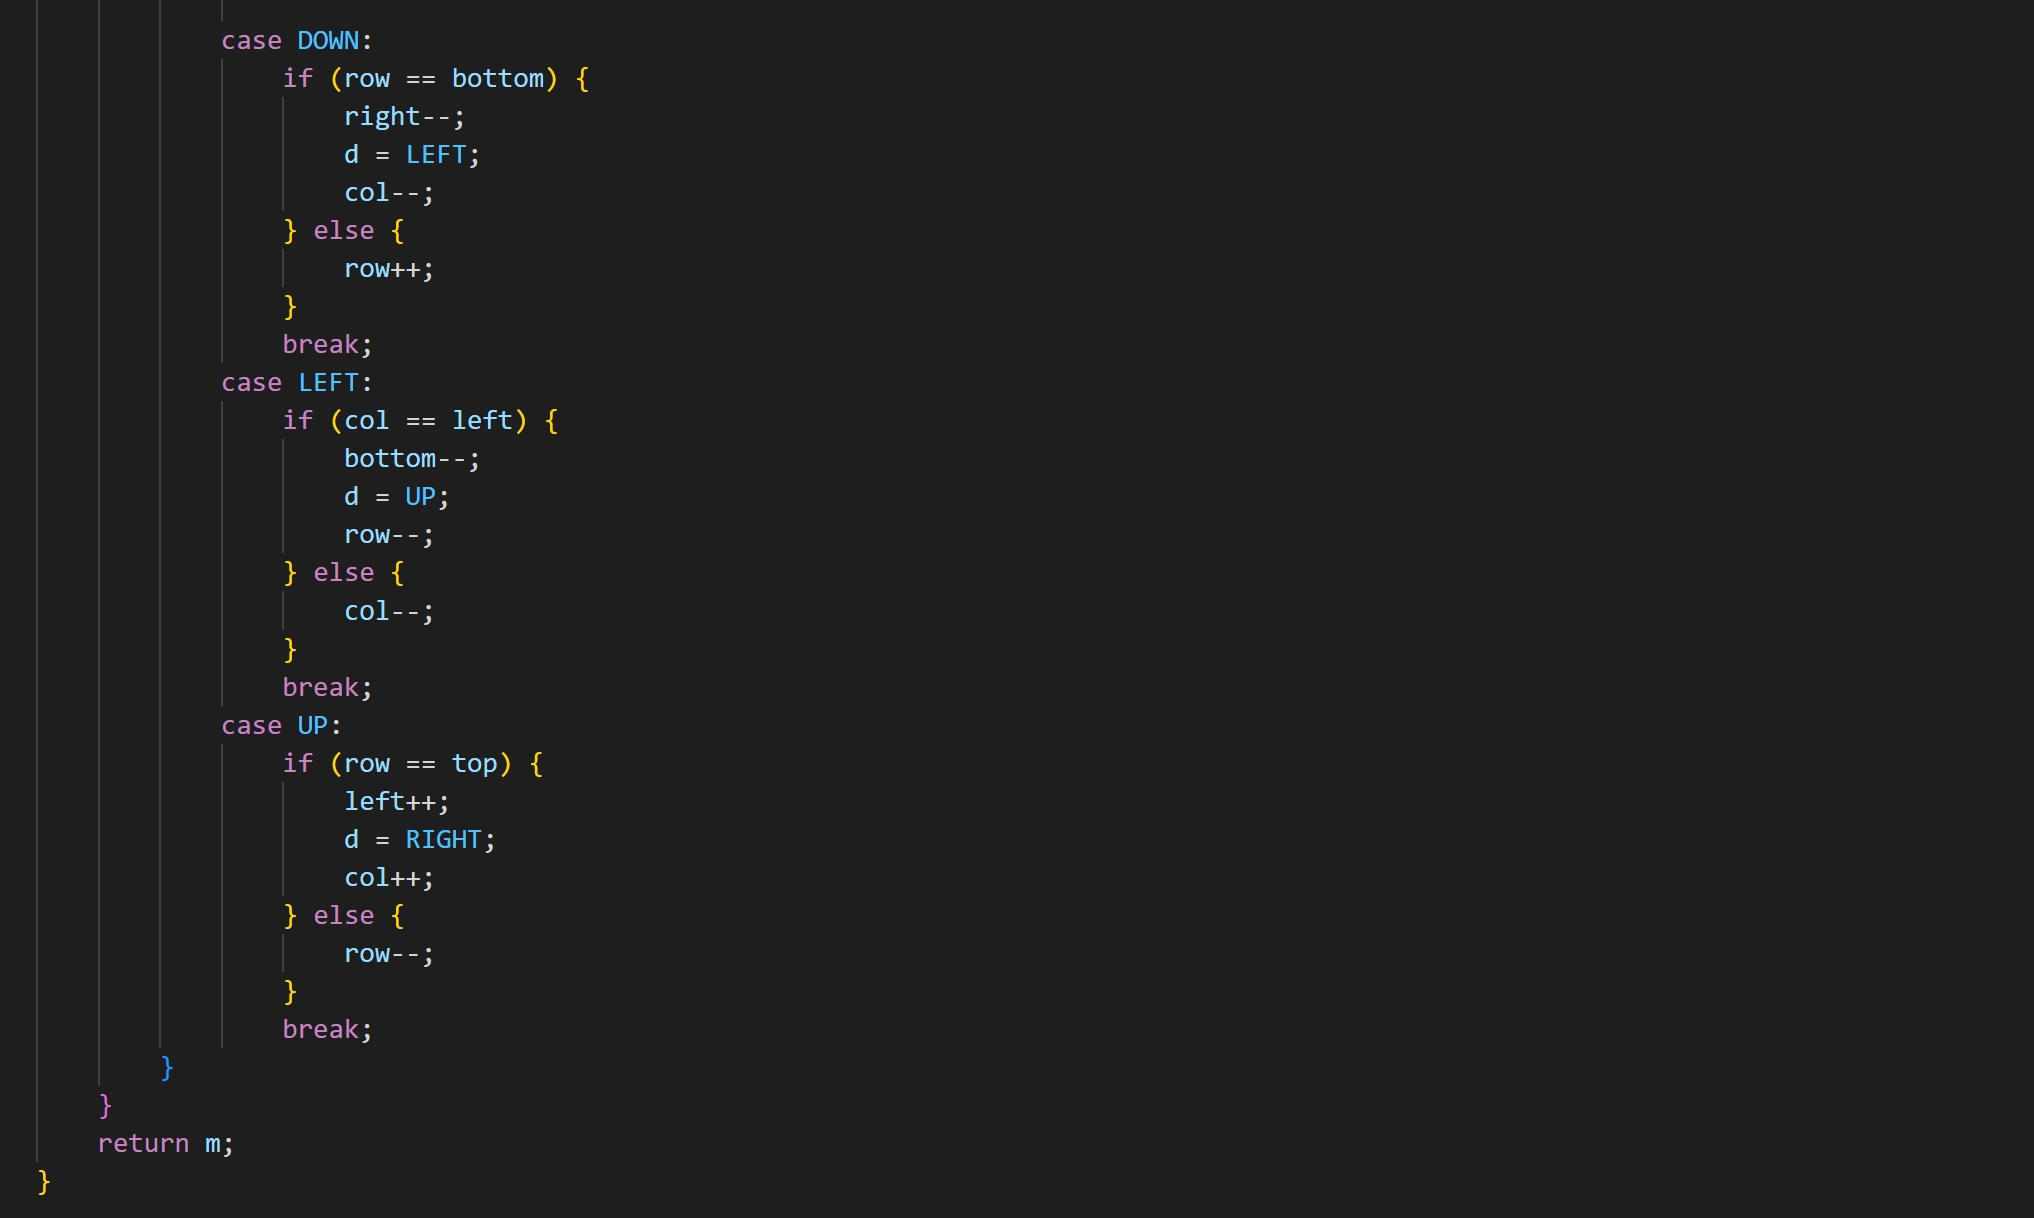 case DOWN:
if (row == bottom) {
right--;
d = LEFT;
col--;
} else {
row++;
}
break;
case LEFT:
if (col == left) {
bottom--;
d = UP;
row--;
} else {
col--;
}
break;
case UP:
if (row == top) {
left++;
d = RIGHT;
col++;
} else {
row--;
}
break;
}
}
return m;
}